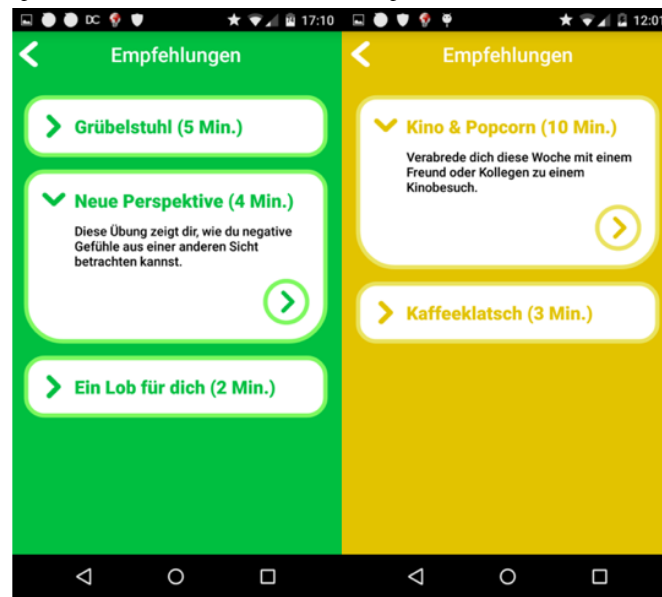 DC 17:10
Empfehlungen
Grübelstuhl (5 Min.)
Neue Perspektive (4 Min.)
Diese Übung zeigt dir, wie du negative
Gefühle aus einer anderen Sicht
betrachten kannst.
Ein Lob für dich (2 Min.)
12:01
Empfehlungen
Kino & Popcorn (10 Min.)
Verabrede dich diese Woche mit einem
Freund oder Kollegen zu einem
Kinobesuch.
Kaffeeklatsch (3 Min.)